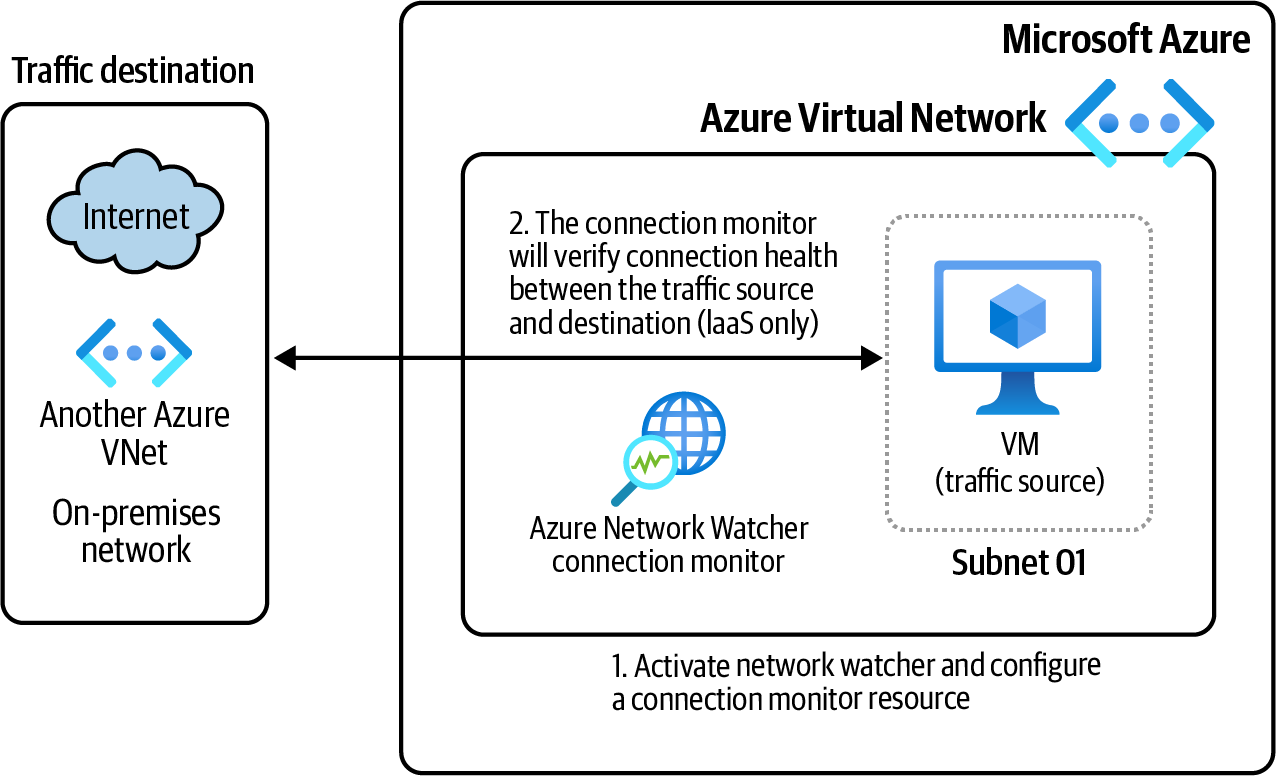 Microsoft Azure
Traffic destination
Azure Virtual Network
Internet
2. The connection monitor
will verify connection health
between the traffic source
and destination (IaaS only)
Another Azure
VNet
VM
(traffic source)
On-premises
network
Azure Network Watcher
connection monitor
Subnet 01
1. Activate network watcher and configure
a connection monitor resource